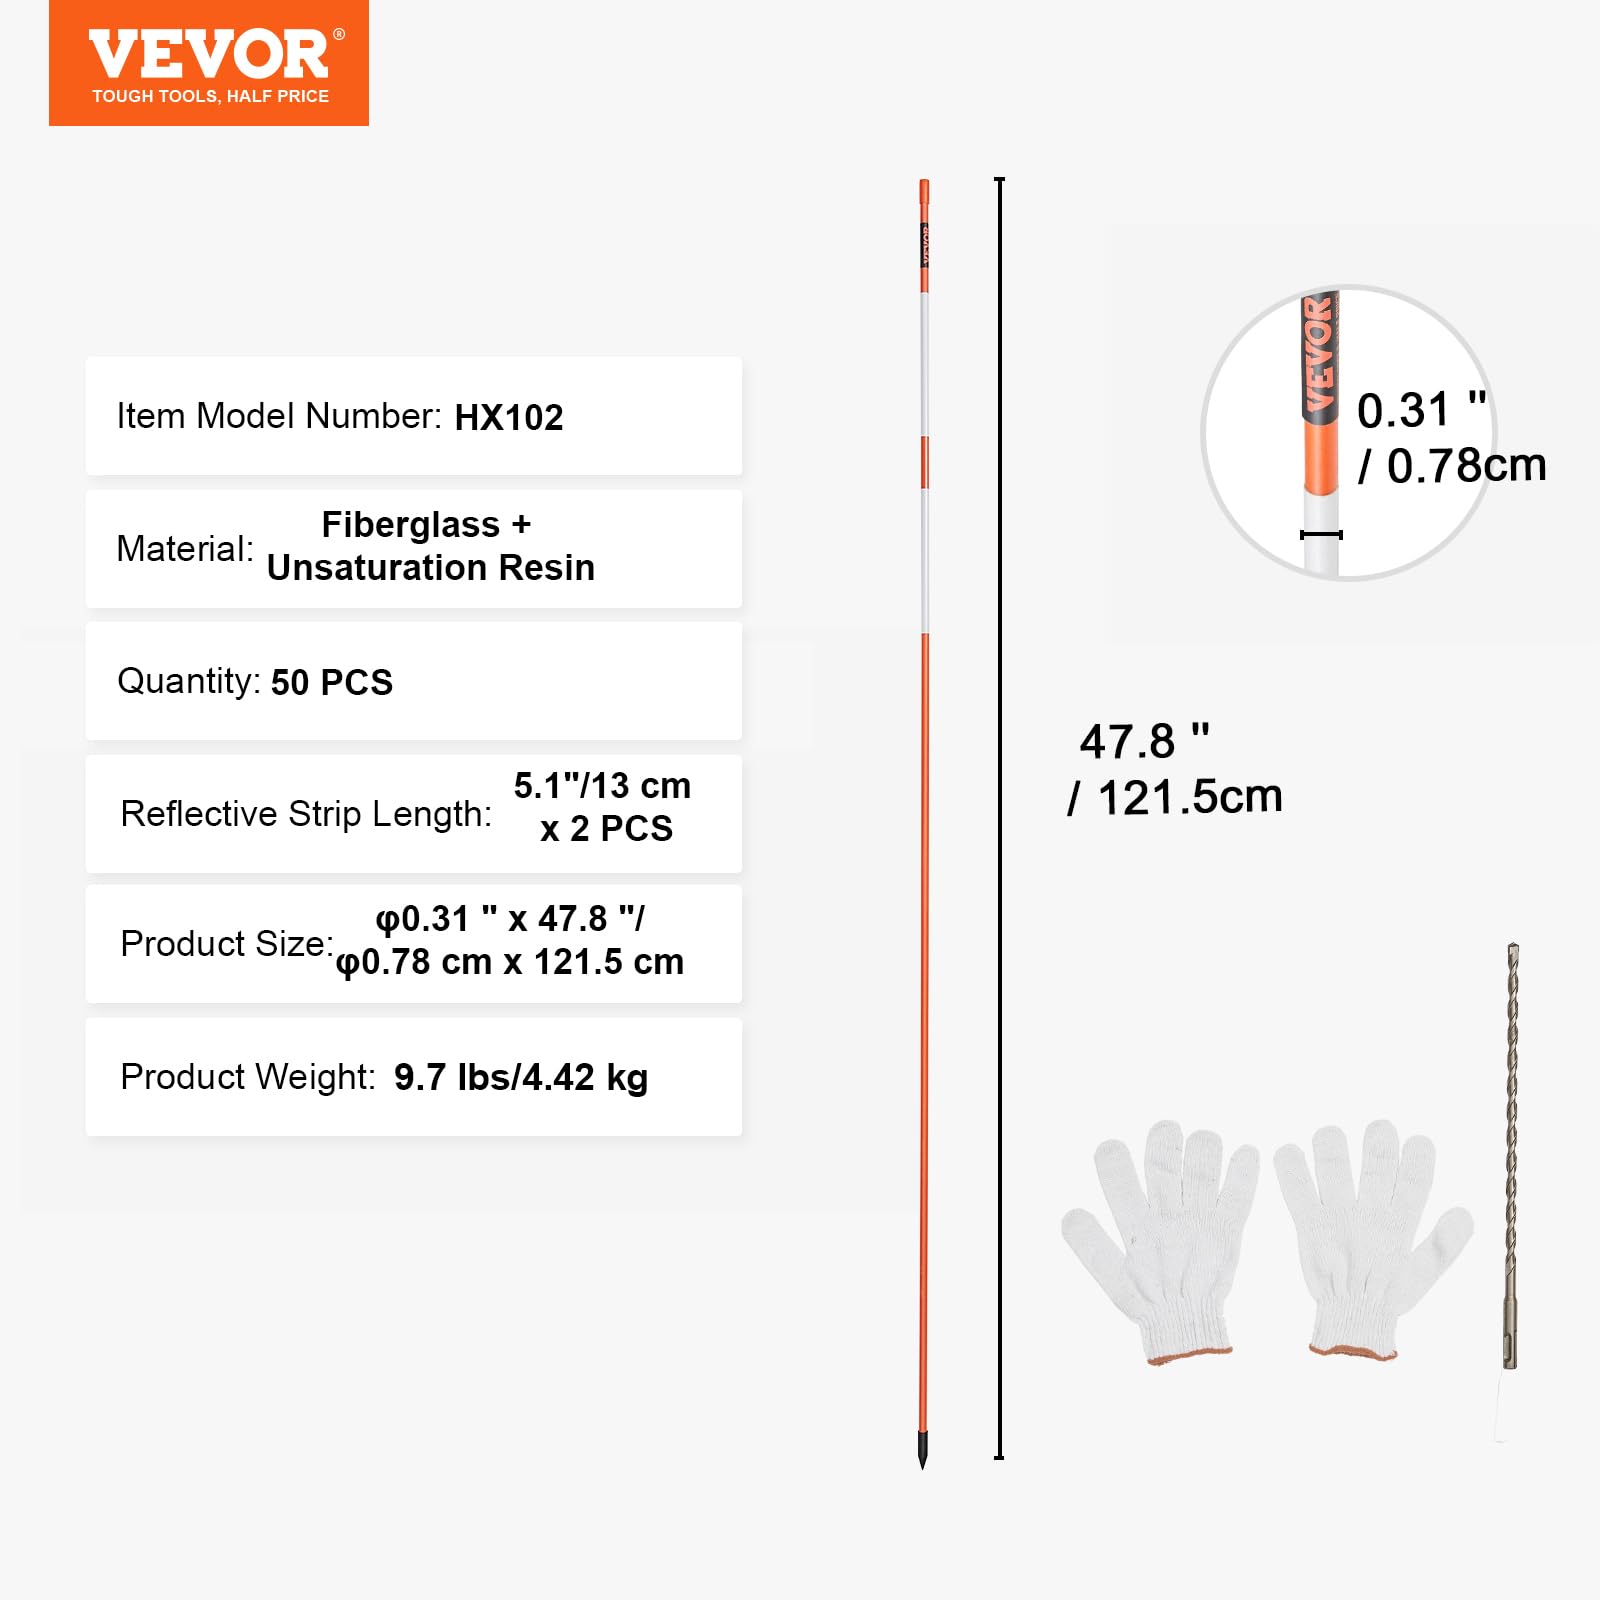 VEVOR®
TOUGH TOOLS, HALF PRICE
VEVOR
VEVOR
0.31 "
/ 0.78cm
Item Model Number: HX102
Material: Fiberglass +
Unsaturation Resin
Quantity: 50 PCS
Reflective Strip Length: 5.1"/13 cm
x 2 PCS
Product Size: φ0.31 " x 47.8 "/
φ0.78 cm x 121.5 cm
Product Weight: 9.7 lbs/4.42 kg
47.8 "
/ 121.5cm